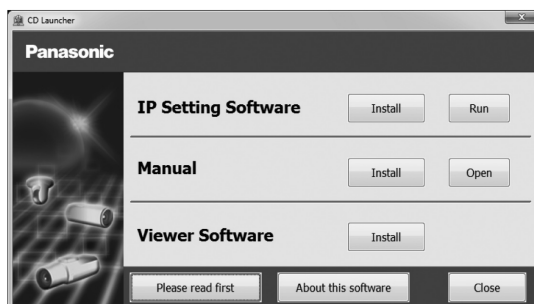 CD Launcher
Panasonic
IP Setting Software Install Run
Manual Install Open
Viewer Software Install
Please read first About this software Close